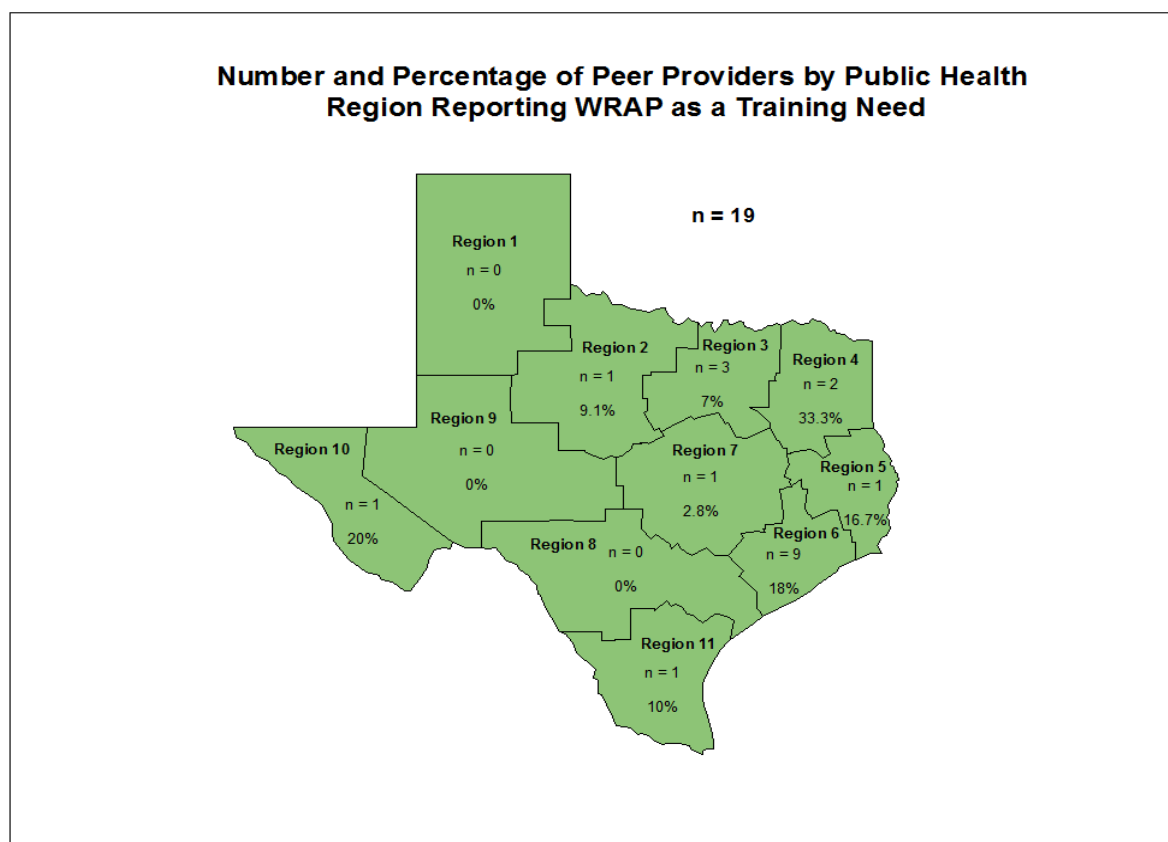 Number and Percentage of Peer Providers by Public Health
Region Reporting WRAP as a Training Need
n = 19
Region 1
n = 0
0%
Region 2
n = 1
9.1%
Region 3
n = 3
7%
Region 4
n = 2
33.3%
Region 9
n = 0
0%
Region 10
n = 1
20%
Region 7
n = 1
2.8%
Region 5
n = 1
16.7%
Region 6
n = 9
18%
Region 8
n = 0
0%
Region 11
n = 1
10%